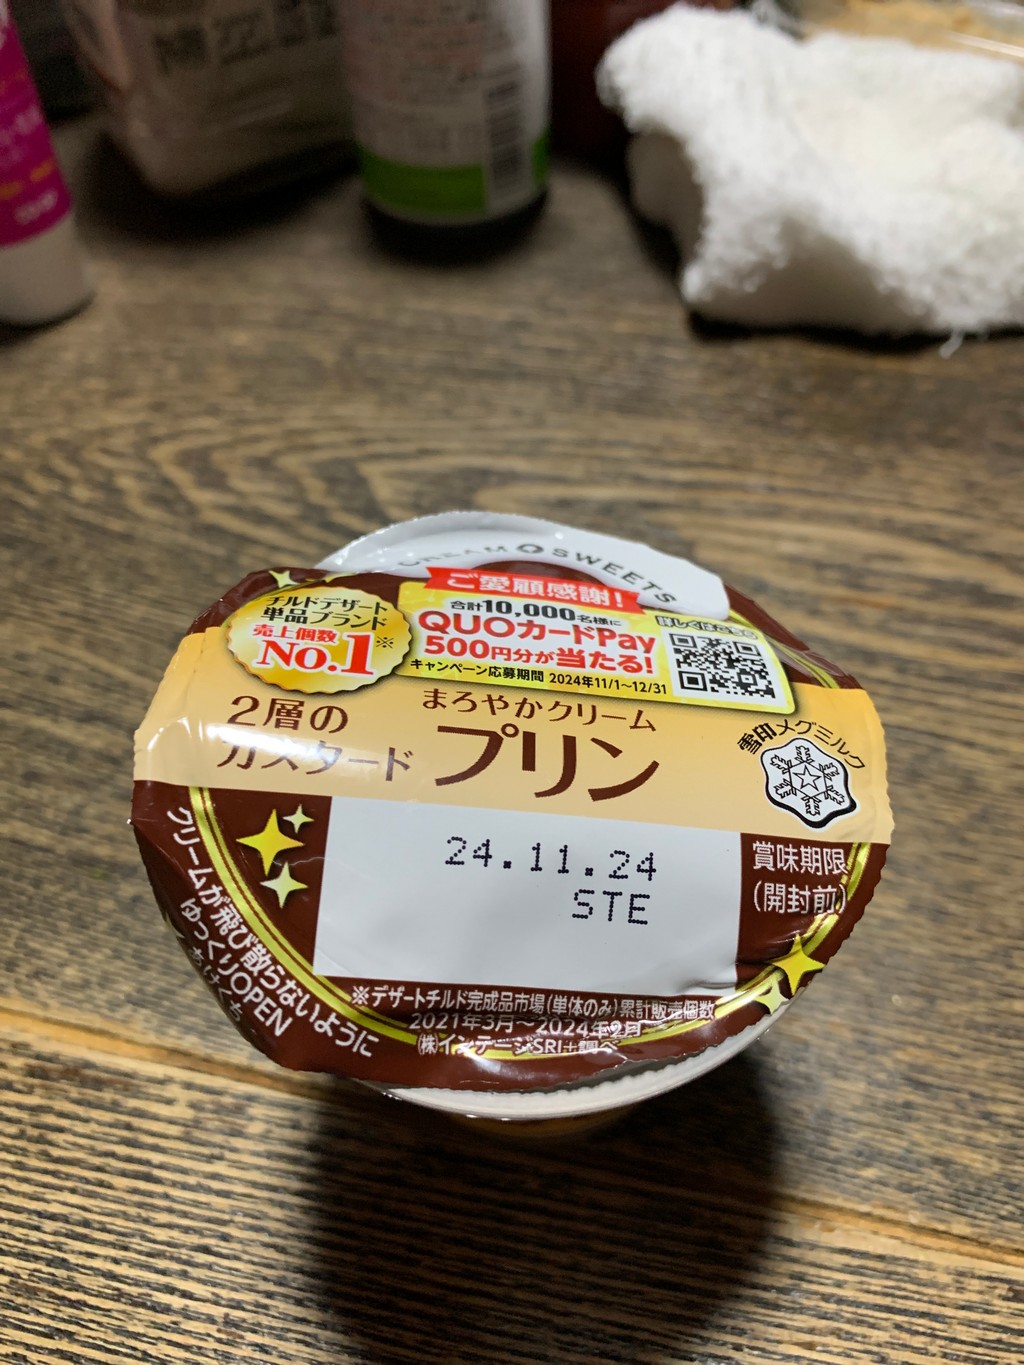 CREAM SWEETS
ご愛顧感謝!
合計10,000名様に
QUOカードPay
500円分が当たる!
キャンペーン応募期間 2024年11/1~12/31
詳しくはこちら
チルドデザート
単品ブランド
売上個数※
No.1
2層の
カスタード
まろやかクリーム
プリン
雪印メグミルク
24.11.24
STE
賞味期限
(開封前)
クリームが飛び散らないように
ゆっくりOPEN
あけくち
※デザートチルド完成品市場(単体のみ)累計販売個数
2021年3月~2024年2月
㈱インテージSRI+調べ